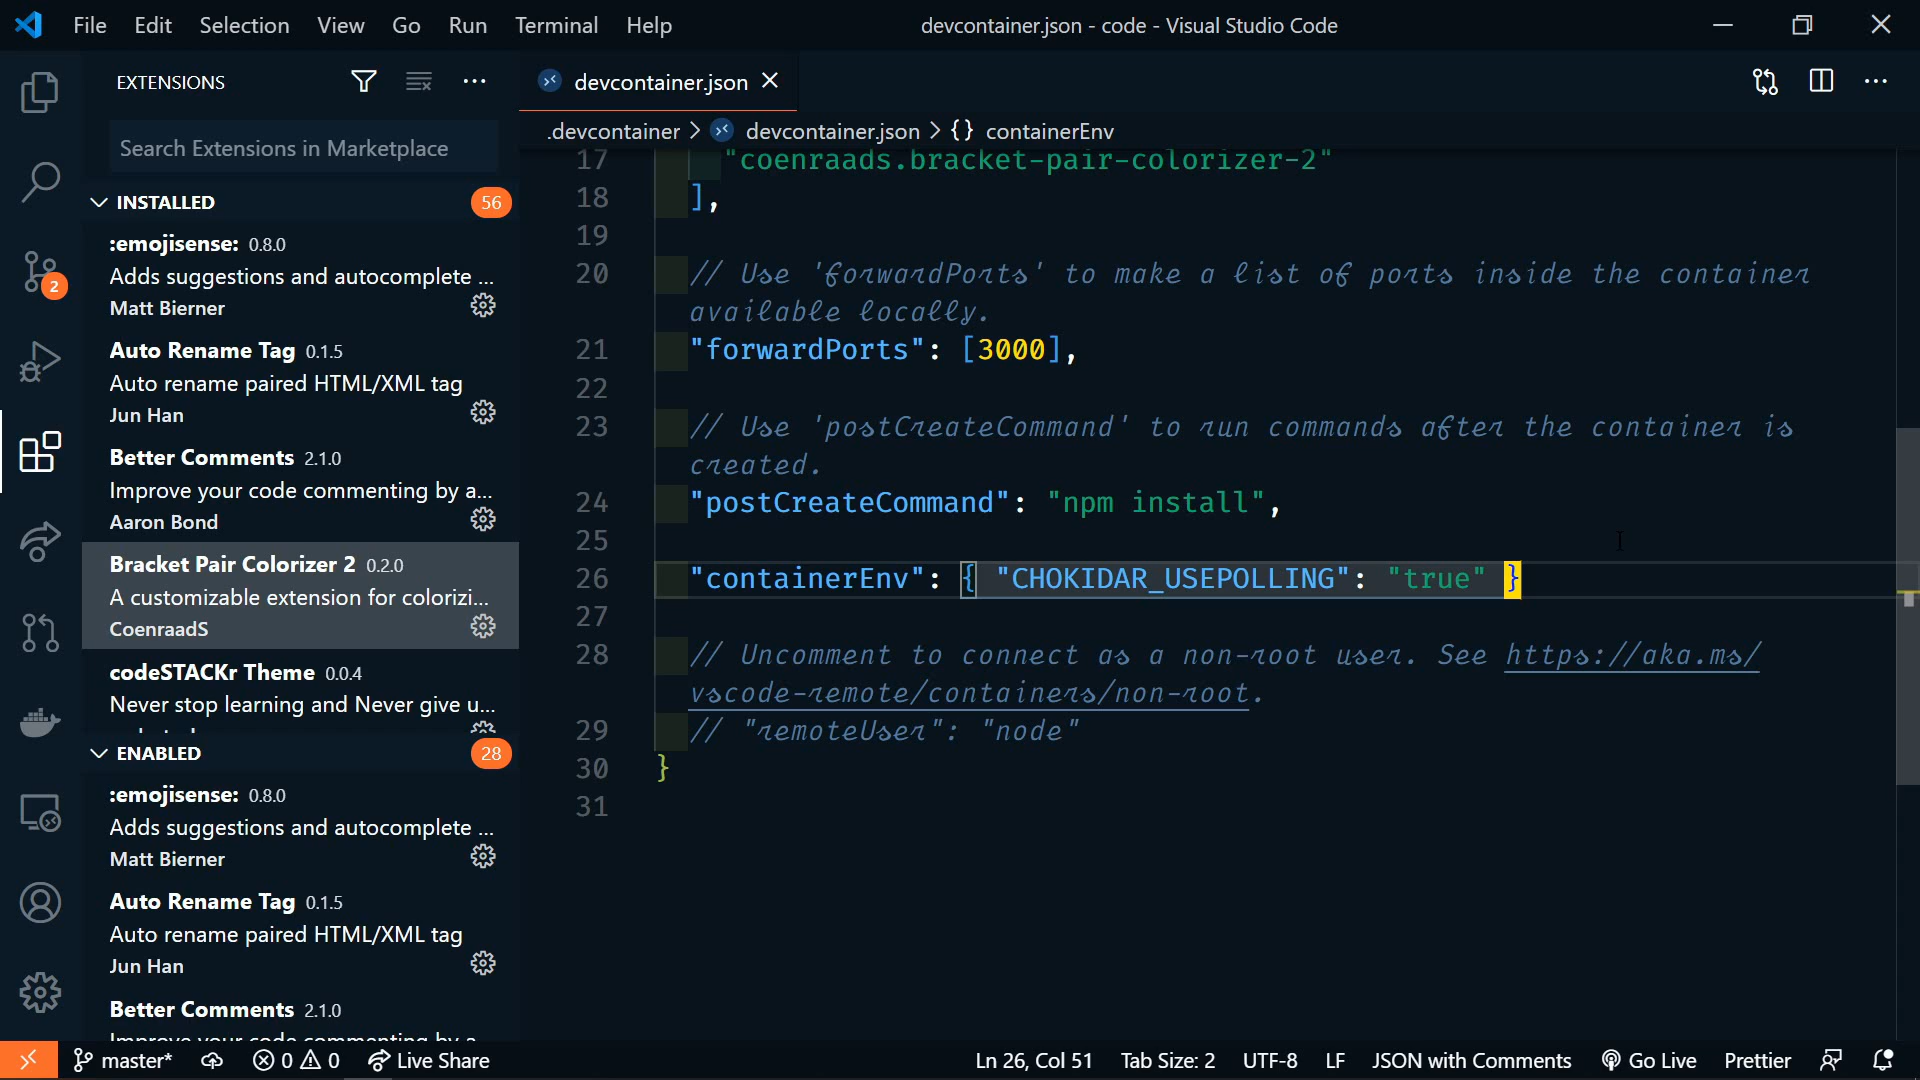 File Edit Selection View Go Run Terminal Help devcontainer.json - code - Visual Studio Code
EXTENSIONS
Search Extensions in Marketplace
INSTALLED 56
:emojisense: 0.8.0
Adds suggestions and autocomplete ...
Matt Bierner
Auto Rename Tag 0.1.5
Auto rename paired HTML/XML tag
Jun Han
Better Comments 2.1.0
Improve your code commenting by a...
Aaron Bond
Bracket Pair Colorizer 2 0.2.0
A customizable extension for colorizi...
CoenraadS
codeSTACKr Theme 0.0.4
Never stop learning and Never give u...
ENABLED 28
:emojisense: 0.8.0
Adds suggestions and autocomplete ...
Matt Bierner
Auto Rename Tag 0.1.5
Auto rename paired HTML/XML tag
Jun Han
Better Comments 2.1.0
Improve your code commenting by a
2
devcontainer.json
.devcontainer > devcontainer.json > {} containerEnv
17 "coenraads.bracket-pair-colorizer-2"
18 ],
19
20 // Use 'forwardPorts' to make a list of ports inside the container
available locally.
21 "forwardPorts": [3000],
22
23 // Use 'postCreateCommand' to run commands after the container is
created.
24 "postCreateCommand": "npm install",
25
26 "containerEnv": { "CHOKIDAR_USEPOLLING": "true" }
27
28 // Uncomment to connect as a non-root user. See https://aka.ms/
vscode-remote/containers/non-root.
29 // "remoteUser": "node"
30 }
31
master* 0 0 Live Share Ln 26, Col 51 Tab Size: 2 UTF-8 LF JSON with Comments Go Live Prettier